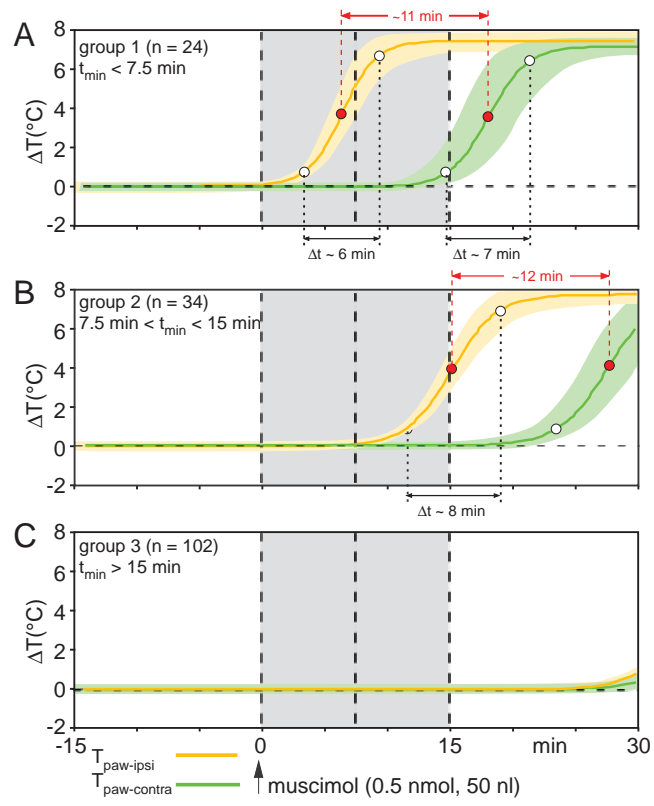 A
group 1 (n = 24)
t_min < 7.5 min
~11 min
ΔT(°C)
8
6
4
2
0
-2
Δt ~ 6 min
Δt ~ 7 min
B
group 2 (n = 34)
7.5 min < t_min < 15 min
~12 min
ΔT(°C)
8
6
4
2
0
-2
Δt ~ 8 min
C
group 3 (n = 102)
t_min > 15 min
ΔT(°C)
8
6
4
2
0
-2
-15 0 15 min 30
T_paw-ipsi
T_paw-contra
muscimol (0.5 nmol, 50 nl)